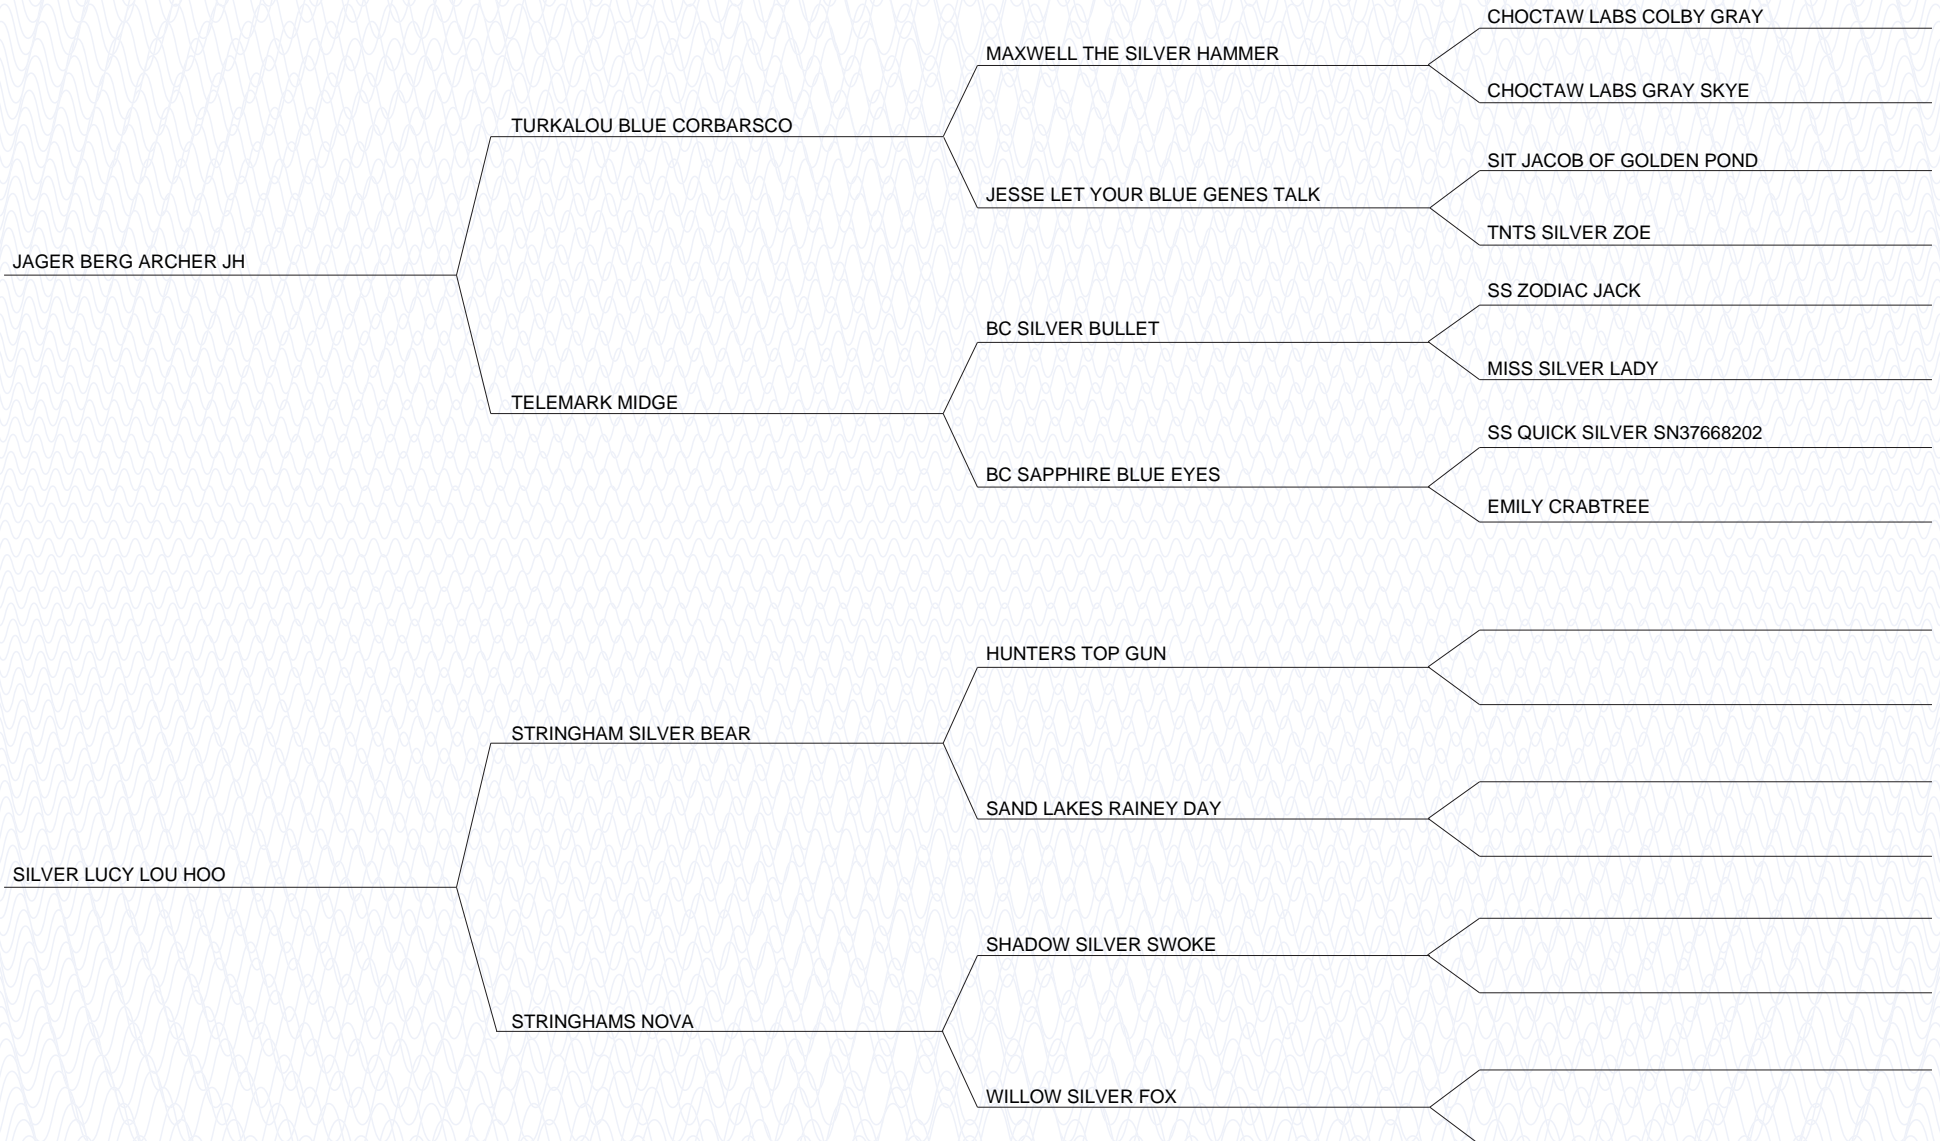 CHOCTAW LABS COLBY GRAY
MAXWELL THE SILVER HAMMER
CHOCTAW LABS GRAY SKYE
TURKALOU BLUE CORBARSCO
SIT JACOB OF GOLDEN POND
JESSE LET YOUR BLUE GENES TALK
TNTS SILVER ZOE
JAGER BERG ARCHER JH
SS ZODIAC JACK
BC SILVER BULLET
MISS SILVER LADY
TELEMARK MIDGE
SS QUICK SILVER SN37668202
BC SAPPHIRE BLUE EYES
EMILY CRABTREE
HUNTERS TOP GUN
STRINGHAM SILVER BEAR
SAND LAKES RAINEY DAY
SILVER LUCY LOU HOO
SHADOW SILVER SWOKE
STRINGHAMS NOVA
WILLOW SILVER FOX